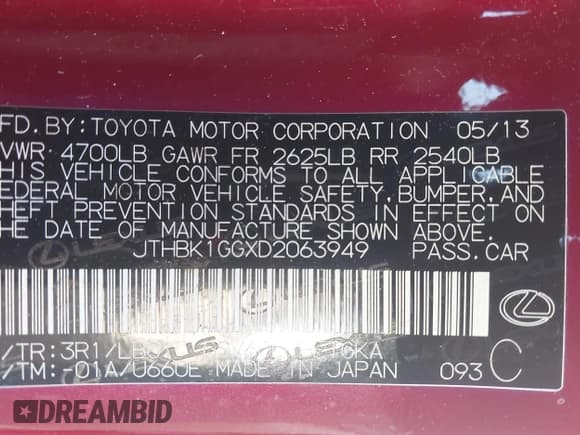 FD.BY:TOYOTA MOTOR CORPORATION 05/13
VWR 4700LB GAWR FR 2625LB RR 2540LB
HIS VEHICLE CONFORMS TO ALL APPLICABLE
EDERAL MOTOR VEHICLE SAFETY,BUMPER,AND
HEFT PREVENTION STANDARDS IN EFFECT ON
HE DATE OF MANUFACTURE SHOWN ABOVE.
JTHBK1GGXD2063949 PASS.CAR
LEXUS
/TR:3R1/LB
/TM:-01A/U660E MADE IN JAPAN 093 C
DREAMBID